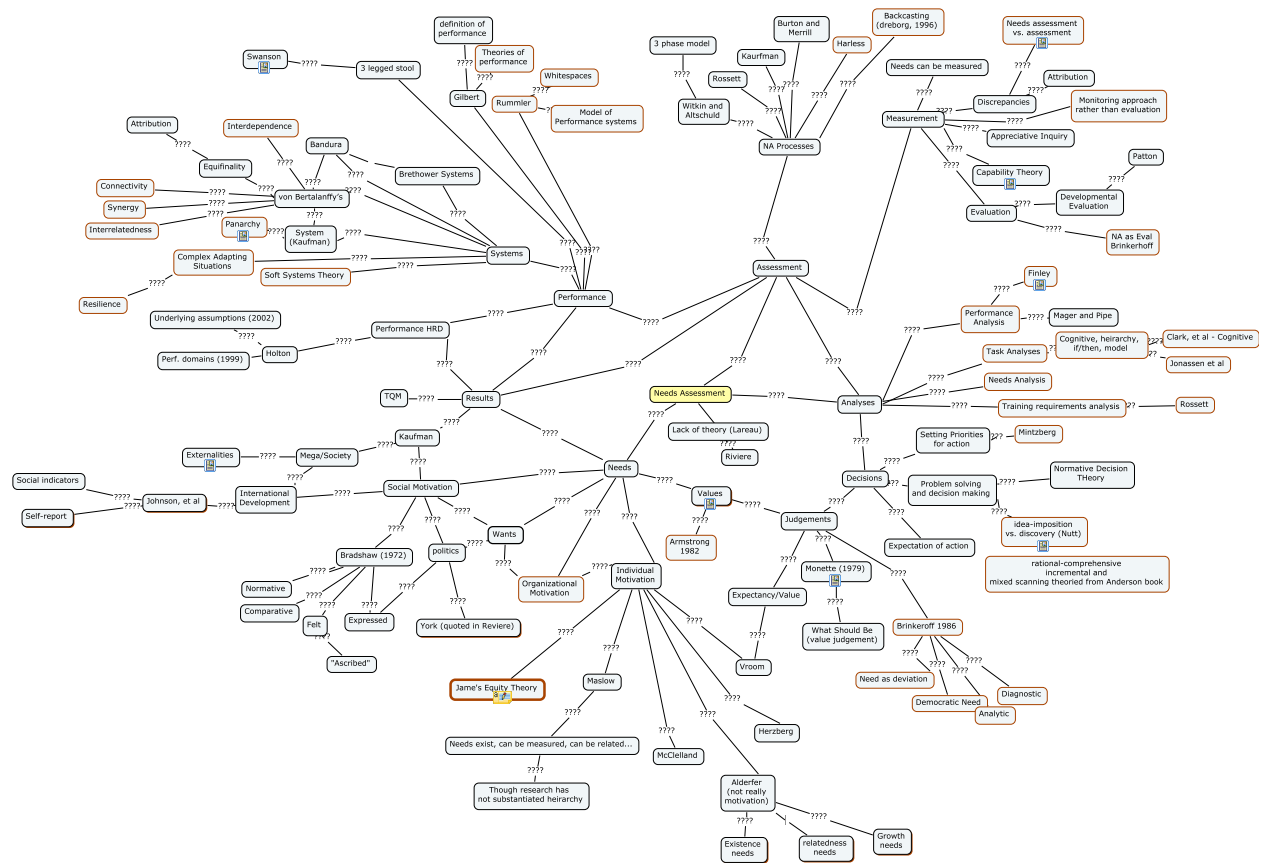 definition of
performance
Swanson
????
3 legged stool
????
Theories of
performance
????
Gilbert
Whitespaces
????
Rummler
????
Model of
Performance systems
3 phase model
????
Burton and
Merrill
Backcasting
(dreborg, 1996)
Harless
Kaurfman
Rossett
????
????
????
????
????
Witkin and
Altschuld
????
NA Processes
????
Needs assessment
vs. assessment
????
Needs can be measured
????
Attribution
????
Discrepancies
????
Monitoring approach
rather than evaluation
????
Measurement
????
Appreciative Inquiry
????
Capability Theory
????
Patton
????
Developmental
Evaluation
????
Evaluation
????
NA as Eval
Brinkerhoff
Attribution
????
Interdependence
????
Bandura
Equifinality
????
Brethower Systems
????
Connectivity
????
????
????
von Bertalanffy's
Synergy
????
Interrelatedness
????
Panarchy
????
????
System
(Kaufman)
????
Systems
????
????
????
Complex Adapting
Situations
????
Soft Systems Theory
????
Resilience
????
Assessment
????
Performance
????
????
????
????
Finley
????
Performance
Analysis
????
Mager and Pipe
????
Underlying assumptions (2002)
????
Performance HRD
????
????
Holton
????
Perf. domains (1999)
????
????
Task Analyses
????
Cognitive, heirarchy,
if/then, model
Clark, et al - Cognitive
Jonassen et al
????
????
Needs Analysis
????
Needs Assessment
????
Analyses
????
Training requirements analysis
Rossett
????
TQM
????
Results
????
????
????
Lack of theory (Lareau)
????
Riviere
Kaufman
????
????
Mega/Society
????
Externalities
????
Setting Priorities
for action
Mintzberg
????
????
Social indicators
????
Self-report
????
Johnson, et al
????
International
Development
????
Social Motivation
????
Needs
????
????
????
????
Values
????
????
Armstrong
1982
Decisions
????
Problem solving
and decision making
????
Normative Decision
THeory
????
idea-imposition
vs. discovery (Nutt)
????
Judgements
????
Expectation of action
rational-comprehensive
incremental and
mixed scanning theoried from Anderson book
????
????
????
Wants
????
????
politics
????
Bradshaw (1972)
????
????
????
????
Normative
Comparative
Felt
????
"Ascribed"
Expressed
????
York (quoted in Reviere)
????
Organizational
Motivation
????
Individual
Motivation
????
????
Monette (1979)
????
????
Expectancy/Value
????
What Should Be
(value judgement)
Brinkeroff 1986
????
????
????
????
Need as deviation
Democratic Need
Analytic
Diagnostic
????
????
????
Vroom
Jame's Equity Theory
Maslow
????
????
????
Herzberg
Needs exist, can be measured, can be related...
????
McClelland
Though research has
not substantiated heirarchy
Alderfer
(not really
motivation)
????
????
Existence
needs
relatedness
needs
Growth
needs